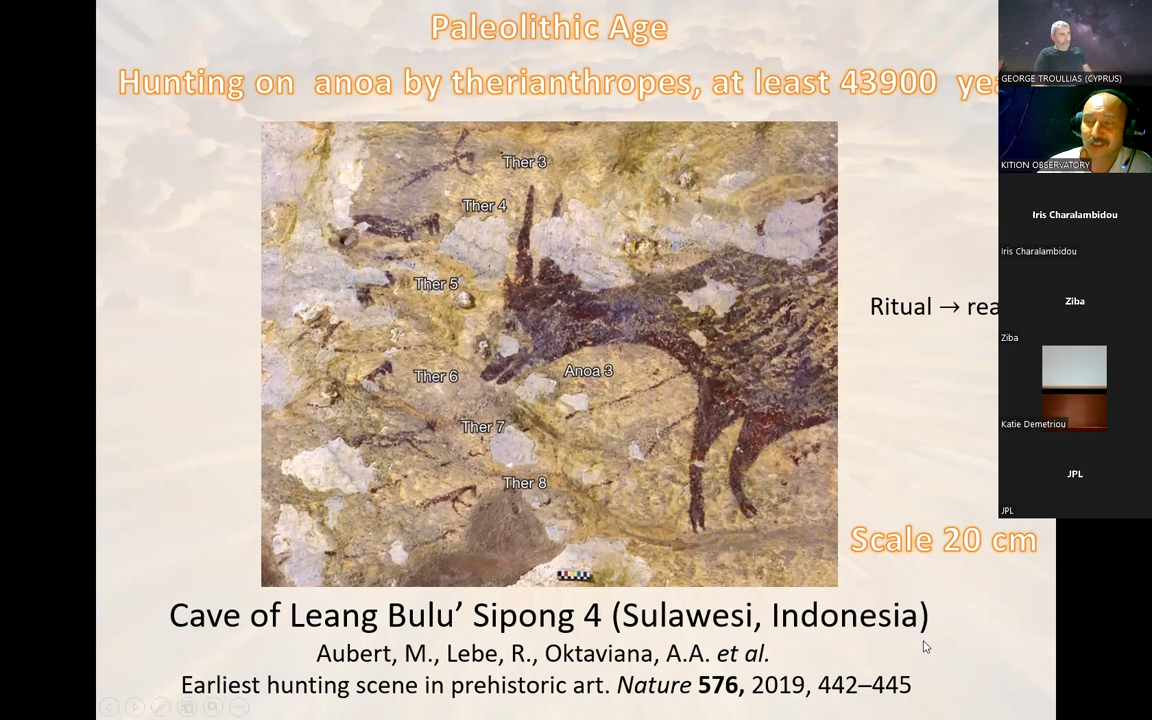 Paleolithic Age
Hunting on anoa by therianthropes, at least 43900
Ther 3
Ther 4
Ther 5
Ther 6
Anoa 3
Ther 7
Ther 8
Ritual →
Scale 20 cm
Cave of Leang Bulu’ Sipong 4 (Sulawesi, Indonesia)
Aubert, M., Lebe, R., Oktaviana, A.A. et al.
Earliest hunting scene in prehistoric art. Nature 576, 2019, 442–445
GEORGE TROULLIAS (CYPRUS)
KITION OBSERVATORY
Iris Charalambidou
Iris Charalambidou
Ziba
Ziba
Katie Demetriou
JPL
JPL